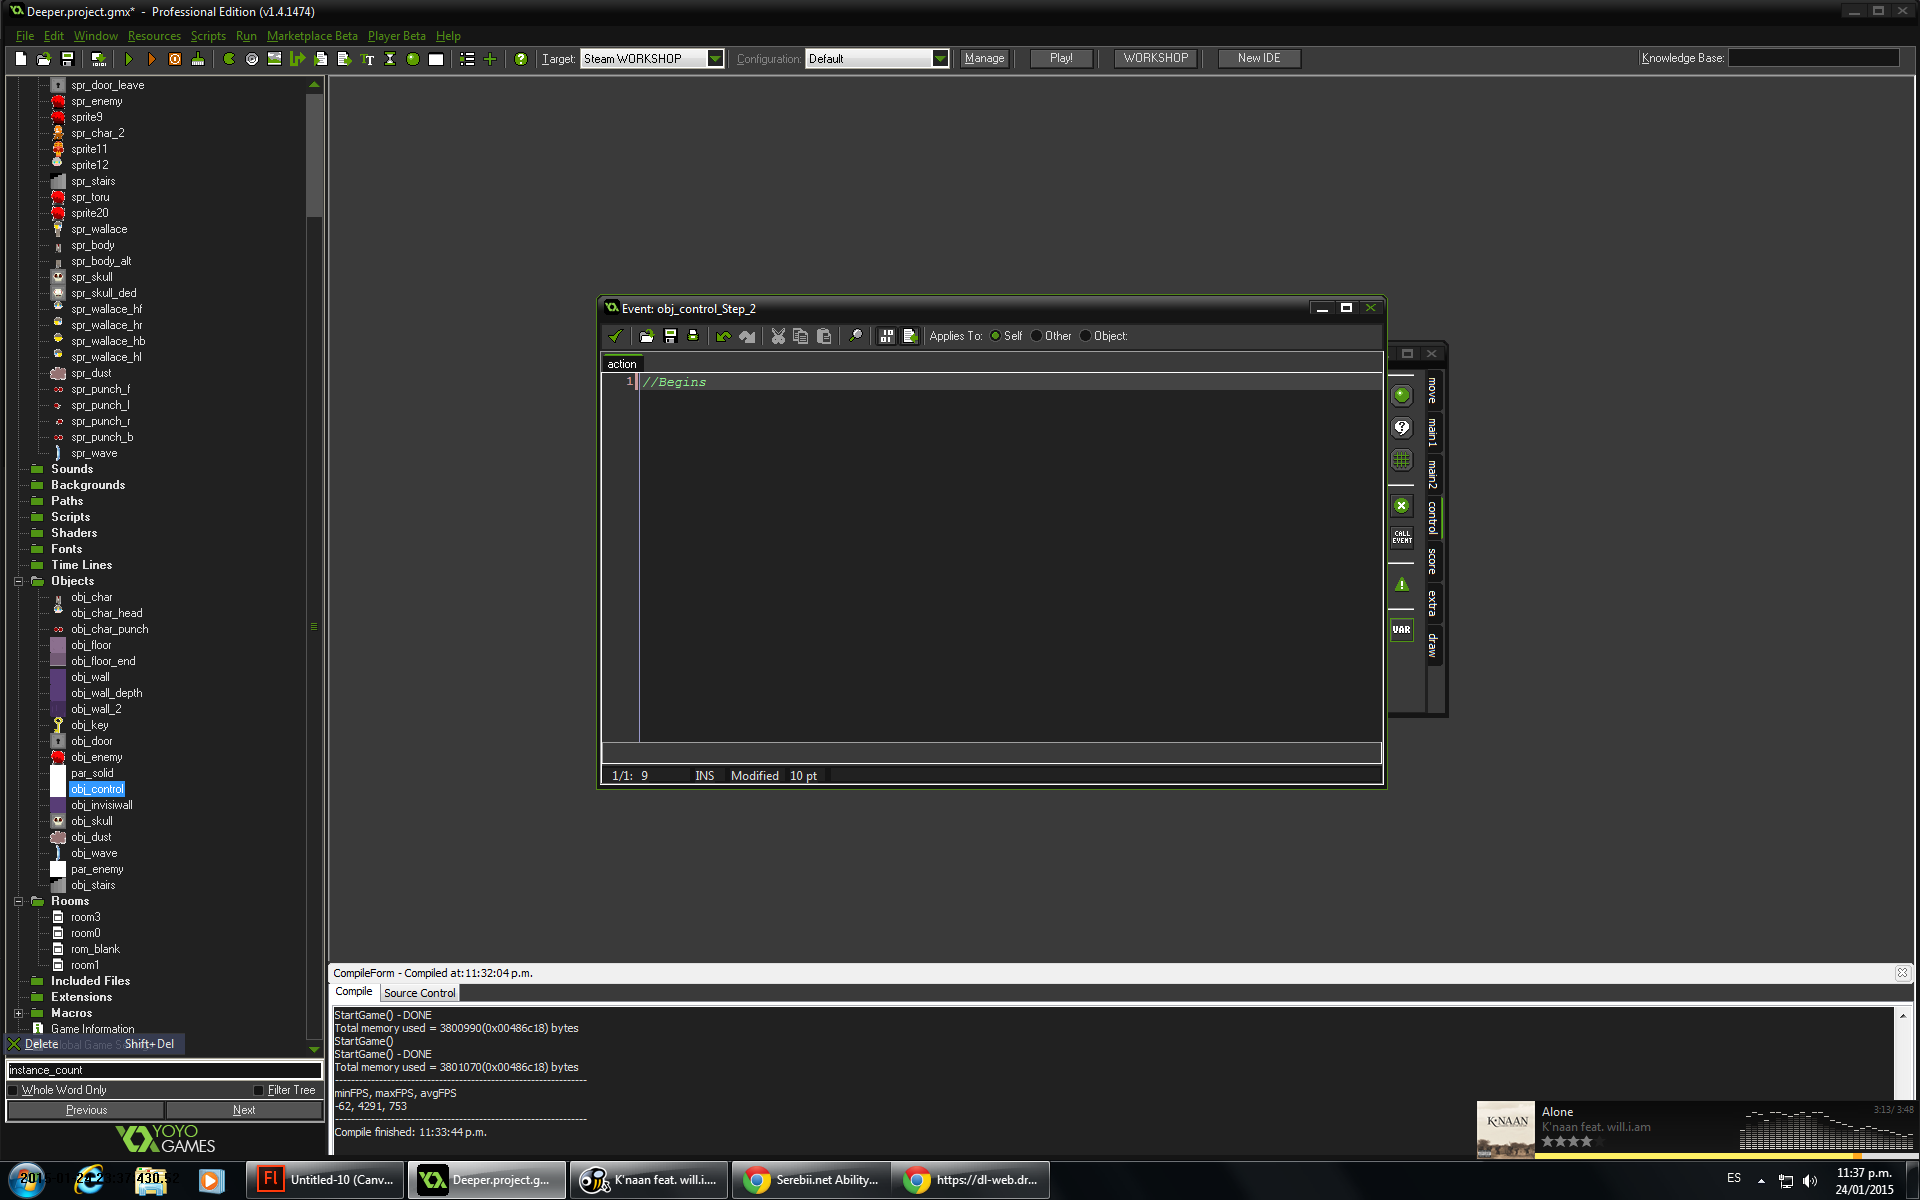 Deeper.project.gmx* - Professional Edition (v1.4.1474)
File Edit Window Resources Scripts Run Marketplace Beta Player Beta Help
Target: Steam WORKSHOP Configuration: Default Manage Play! WORKSHOP New IDE Knowledge Base:
spr_door_leave
spr_enemy
sprite9
spr_char_2
sprite11
sprite12
spr_stairs
spr_toru
sprite20
spr_wallace
spr_body
spr_body_alt
spr_skull
spr_skull_ded
spr_wallace_hf
spr_wallace_hr
spr_wallace_hb
spr_wallace_hl
spr_dust
spr_punch_f
spr_punch_l
spr_punch_r
spr_punch_b
spr_wave
Sounds
Backgrounds
Paths
Scripts
Shaders
Fonts
Time Lines
Objects
obj_char
obj_char_head
obj_char_punch
obj_floor
obj_floor_end
obj_wall
obj_wall_depth
obj_wall_2
obj_key
obj_door
obj_enemy
par_solid
obj_control
obj_invisiwall
obj_skull
obj_dust
obj_wave
par_enemy
obj_stairs
Rooms
room3
room0
rom_blank
room1
Included Files
Extensions
Macros
Game Information
Delete Shift+Del
instance_count
Whole Word Only Filter Tree
Previous Next
YOYO
GAMES
Event: obj_control_Step_2
Applies To: Self Other Object:
action
1 //Begins
1/1: 9 INS Modified 10 pt
move
main1
main2
control
score
extra
draw
CALL
EVENT
VAR
CompileForm - Compiled at: 11:32:04 p.m.
Compile Source Control
StartGame() - DONE
Total memory used = 3800990(0x00486c18) bytes
StartGame()
StartGame() - DONE
Total memory used = 3801070(0x00486c18) bytes
minFPS, maxFPS, avgFPS
-62, 4291, 753
Compile finished: 11:33:44 p.m.
K'NAAN
Alone
K'naan feat. will.i.am
3:13/ 3:48
Fl Untitled-10 (Canv...
Deeper.project.g...
K'naan feat. will.i....
Serebii.net Ability...
https://dl-web.dr...
ES
11:37 p.m.
24/01/2015